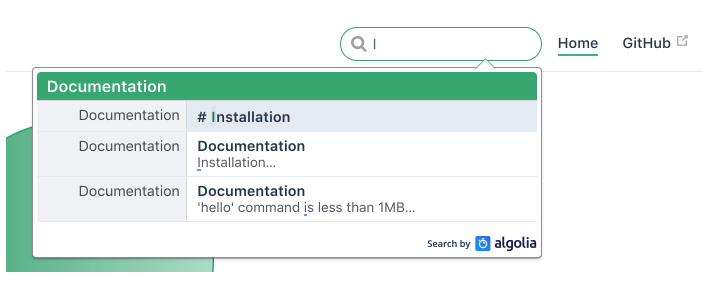 I
Home
GitHub
Documentation
Documentation
# Installation
Documentation
Documentation
Installation...
Documentation
Documentation
'hello' command is less than 1MB...
Search by algolia